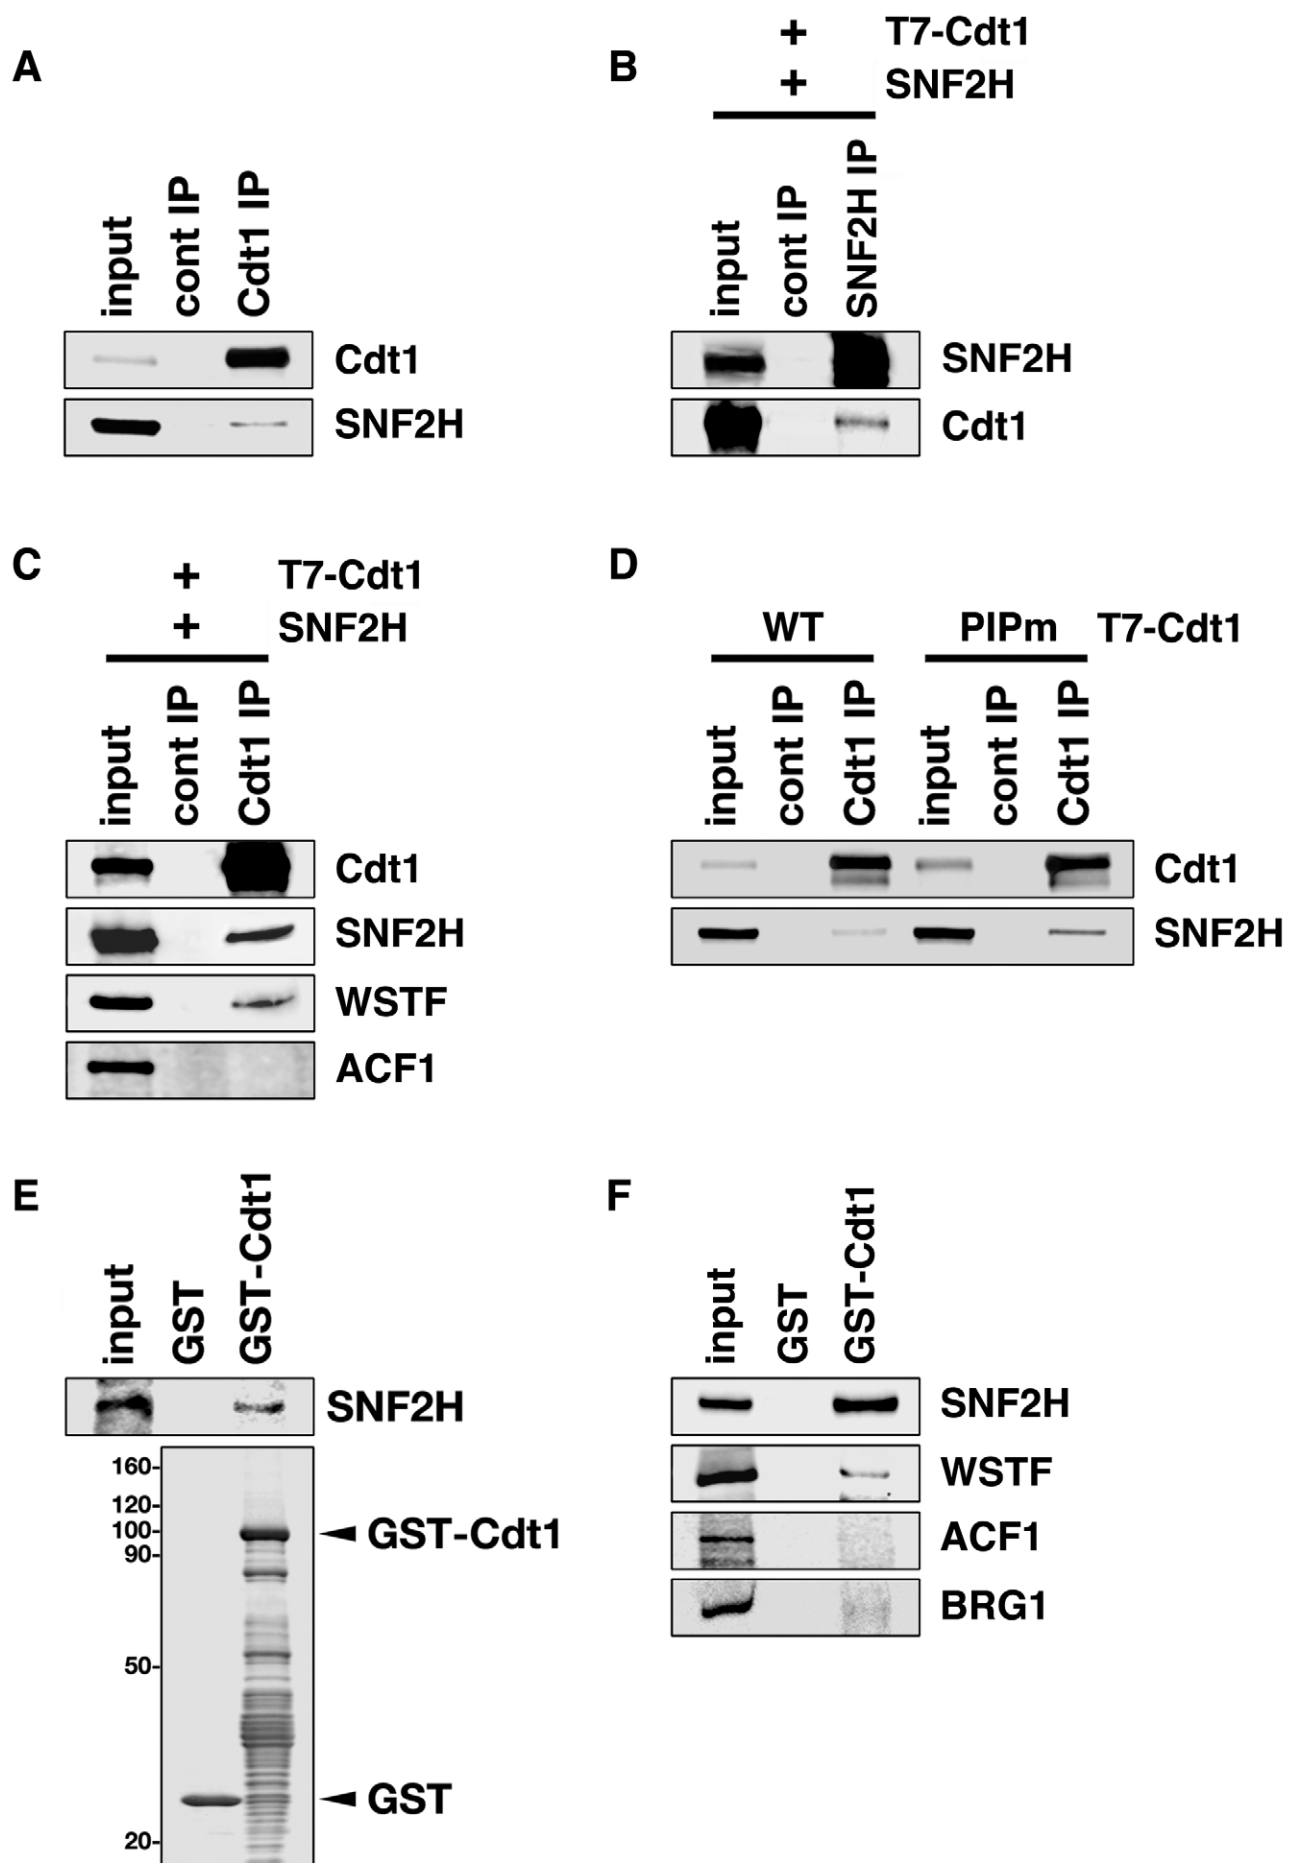 A
input
cont IP
Cdt1 IP
Cdt1
SNF2H
B
+ T7-Cdt1
+ SNF2H
input
cont IP
SNF2H IP
SNF2H
Cdt1
C
+ T7-Cdt1
+ SNF2H
input
cont IP
Cdt1 IP
Cdt1
SNF2H
WSTF
ACF1
D
WT PIPm T7-Cdt1
input
cont IP
Cdt1 IP
input
cont IP
Cdt1 IP
Cdt1
SNF2H
E
input
GST
GST-Cdt1
SNF2H
160-
120-
100-
90-
50-
20-
GST-Cdt1
GST
F
input
GST
GST-Cdt1
SNF2H
WSTF
ACF1
BRG1